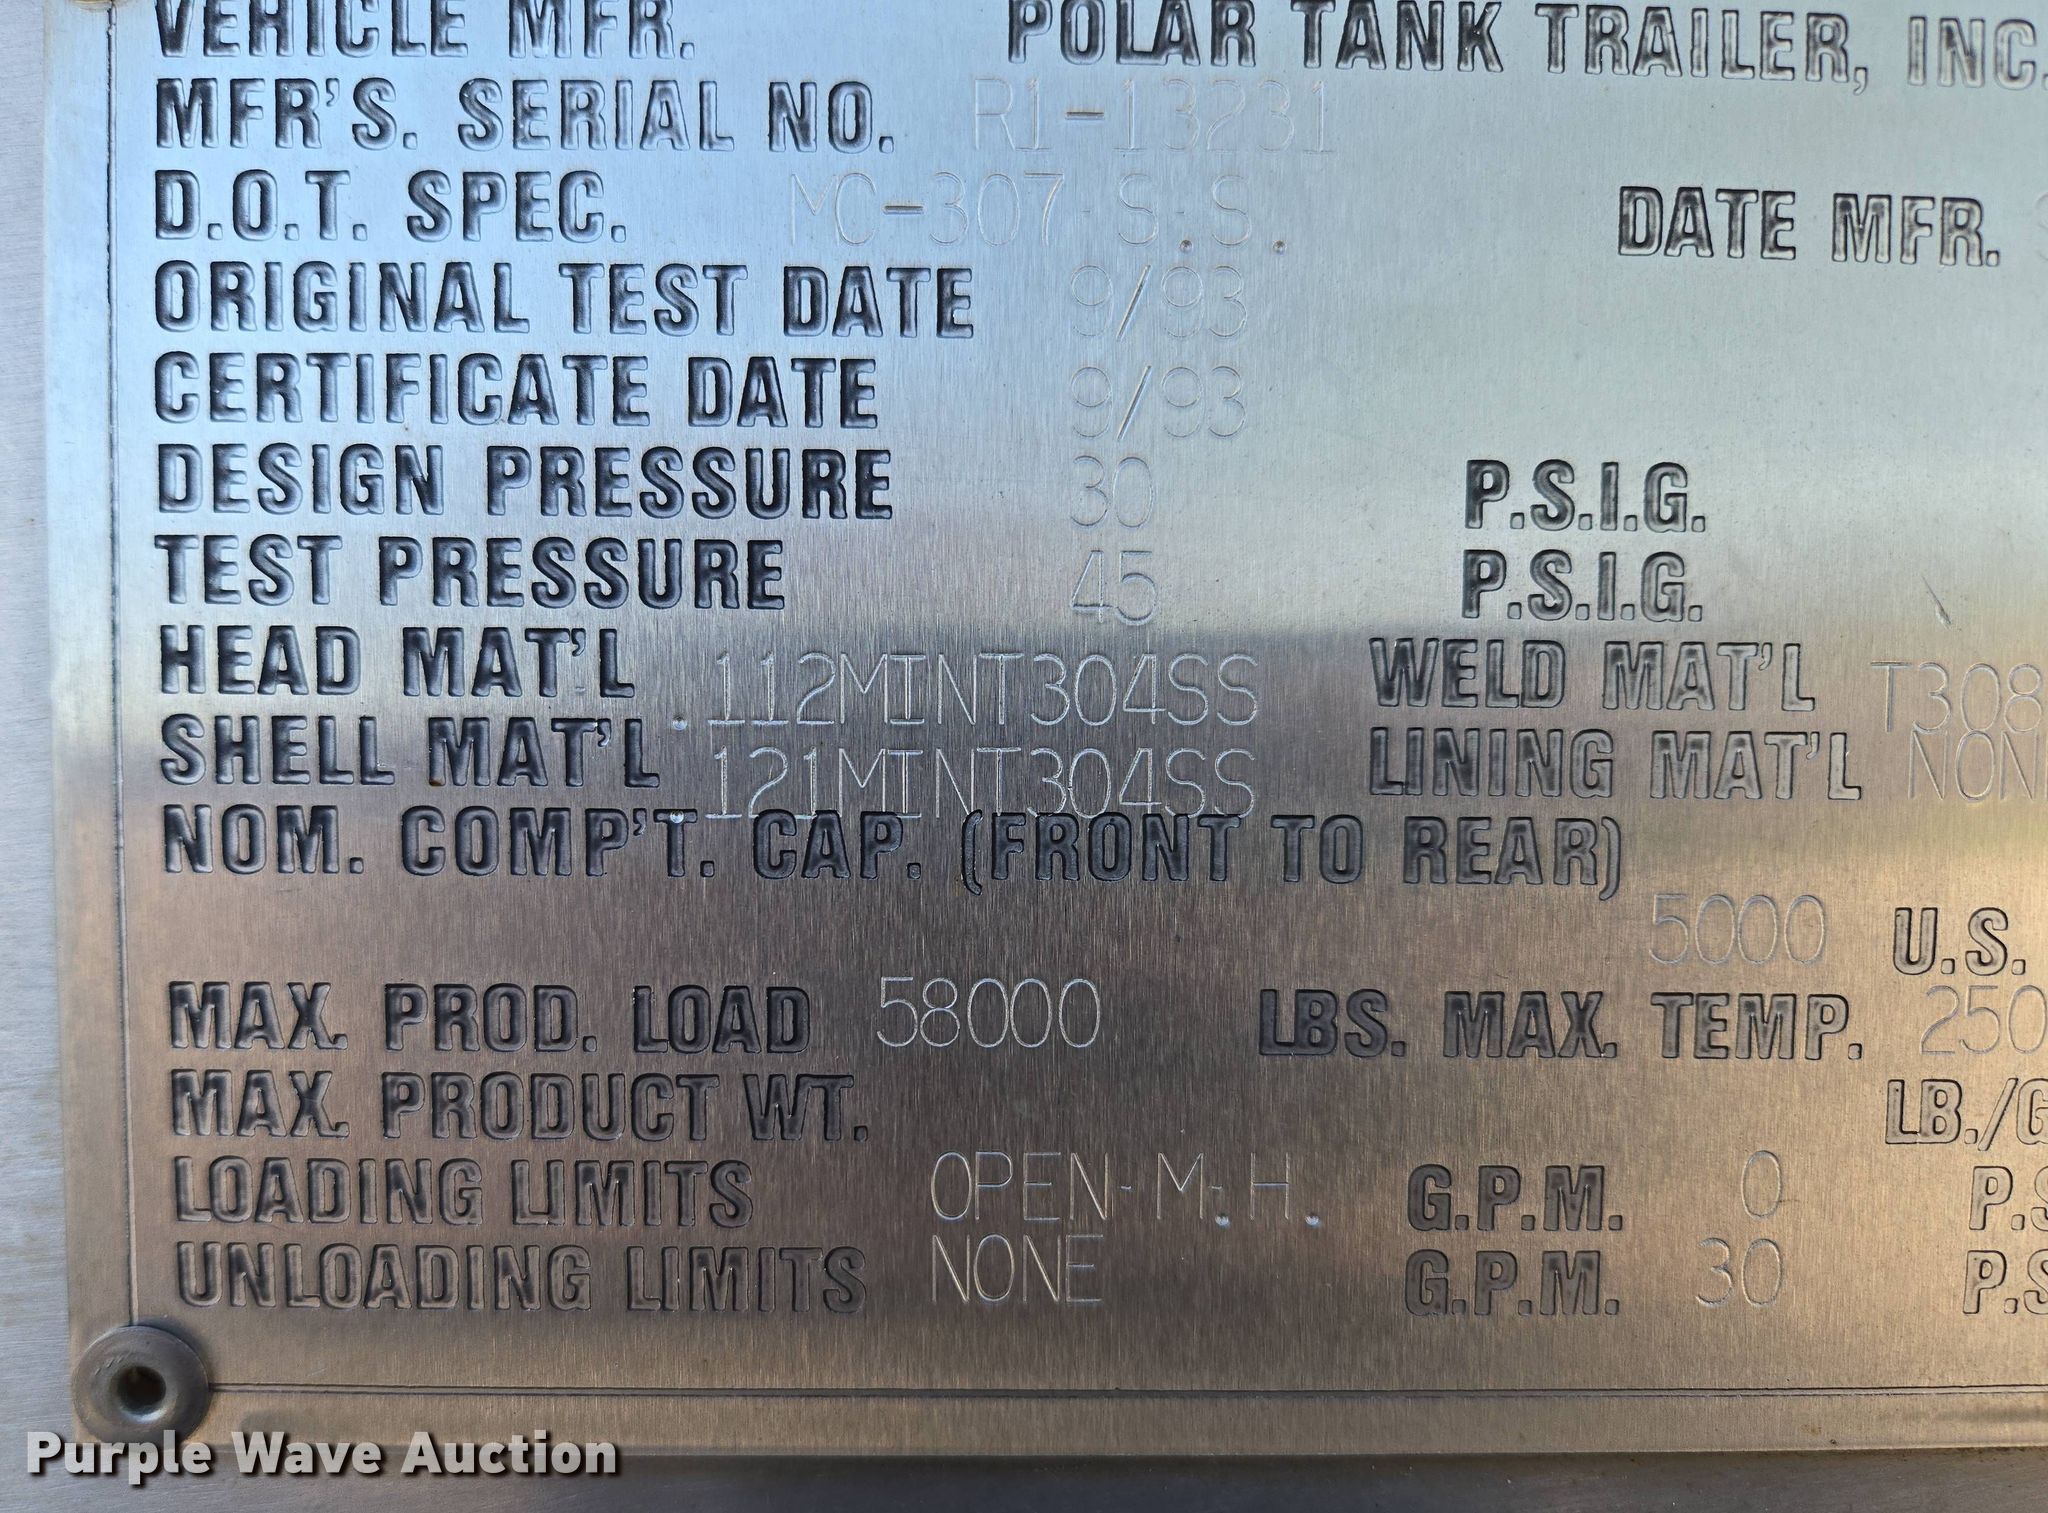 VEHICLE MFR. POLAR TANK TRAILER, INC.
MFR'S. SERIAL NO. R1-13231
D.O.T. SPEC. MC-307 S.S. DATE MFR.
ORIGINAL TEST DATE 9/93
CERTIFICATE DATE 9/93
DESIGN PRESSURE 30 P.S.I.G.
TEST PRESSURE 45 P.S.I.G.
HEAD MAT'L .112MINT304SS WELD MAT'L T308
SHELL MAT'L .121MINT304SS LINING MAT'L NON
NOM. COMP'T. CAP. (FRONT TO REAR)
5000 U.S.
MAX. PROD. LOAD 58000 LBS. MAX. TEMP. 250
MAX. PRODUCT WT. LB./G
LOADING LIMITS OPEN M.H. G.P.M. 0 P.S
UNLOADING LIMITS NONE G.P.M. 30 P.S
Purple Wave Auction